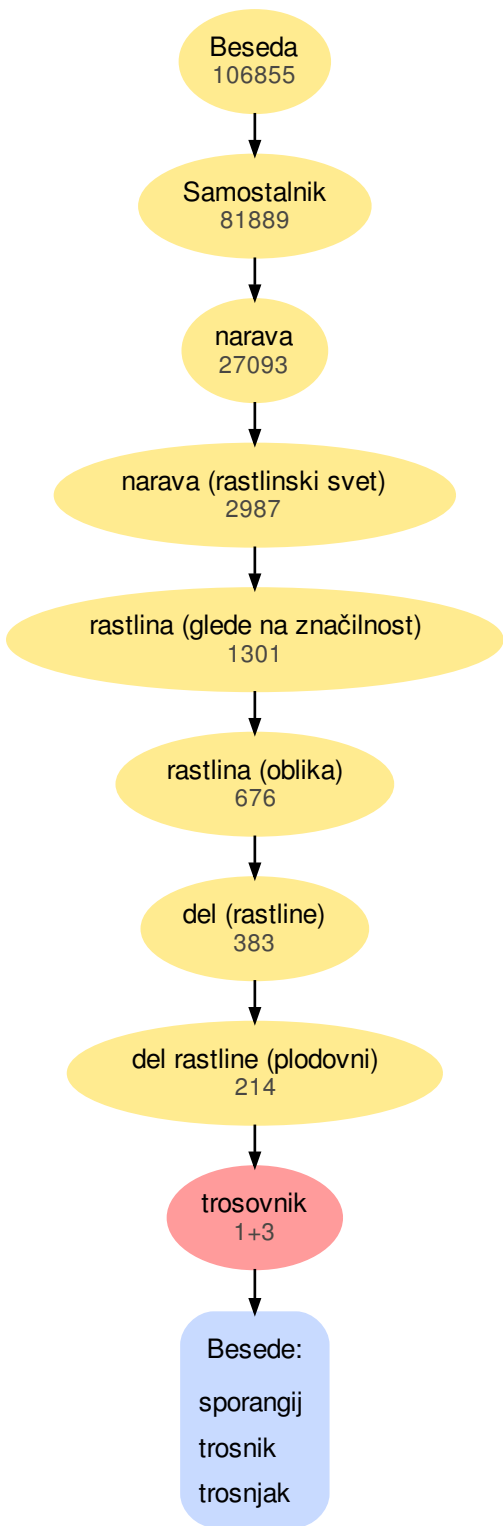 Beseda
106855
Samostalnik
81889
narava
27093
narava (rastlinski svet)
2987
rastlina (glede na značilnost)
1301
rastlina (oblika)
676
del (rastline)
383
del rastline (plodovni)
214
trosovnik
1+3
Besede:
sporangij
trosnik
trosnjak